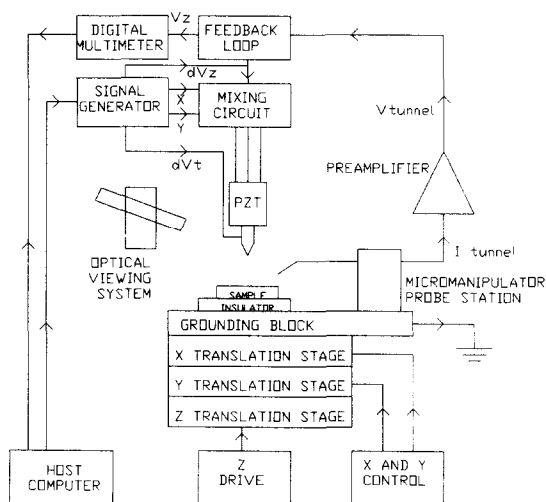 DIGITAL
MULTIMETER
Vz
FEEDBACK
LOOP
dVz
SIGNAL
GENERATOR
X
Y
MIXING
CIRCUIT
Vtunnel
dVt
PREAMPLIFIER
PZT
I tunnel
OPTICAL
VIEWING
SYSTEM
MICROMANIPULATOR
PROBE STATION
SAMPLE
INSULATOR
GROUNDING BLOCK
X TRANSLATION STAGE
Y TRANSLATION STAGE
Z TRANSLATION STAGE
HOST
COMPUTER
Z
DRIVE
X AND Y
CONTROL